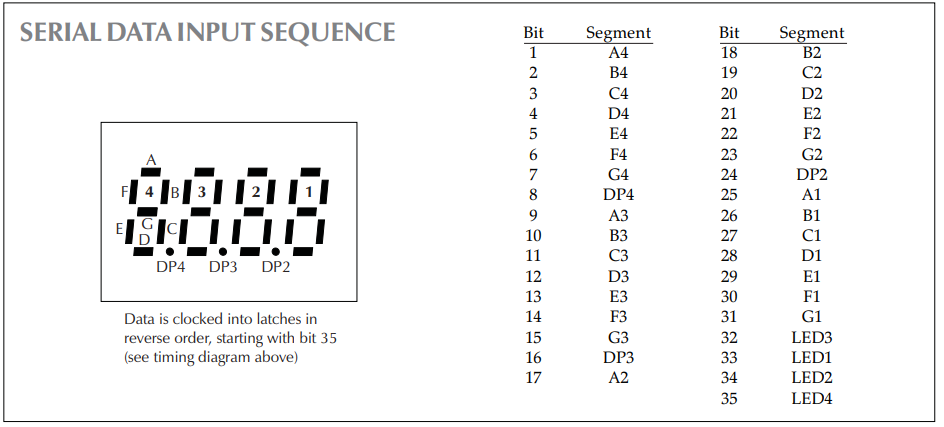 SERIAL DATA INPUT SEQUENCE
A
F 4 B 3 2 1
E G C
D
DP4 DP3 DP2
Data is clocked into latches in
reverse order, starting with bit 35
(see timing diagram above)
Bit Segment Bit Segment
1 A4 18 B2
2 B4 19 C2
3 C4 20 D2
4 D4 21 E2
5 E4 22 F2
6 F4 23 G2
7 G4 24 DP2
8 DP4 25 A1
9 A3 26 B1
10 B3 27 C1
11 C3 28 D1
12 D3 29 E1
13 E3 30 F1
14 F3 31 G1
15 G3 32 LED3
16 DP3 33 LED1
17 A2 34 LED2
35 LED4